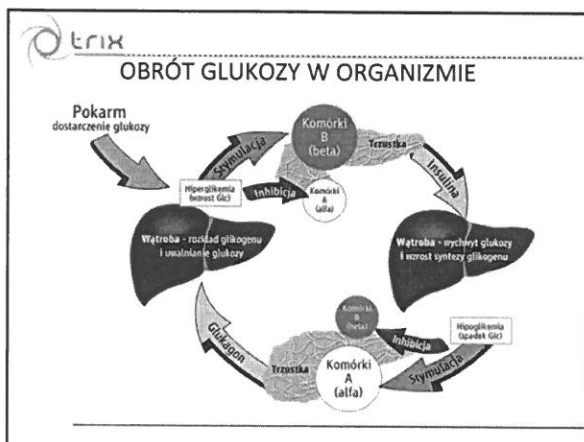 trix
OBRÓT GLUKOZY W ORGANIZMIE
Pokarm
dostarczenie glukozy
Stymulacja
Komórki
B
(beta)
Trzustka
Insulina
Hiperglikemia
(wzrost Glc)
Inhibicja
Komórki
A
(alfa)
Wątroba - rozkład glikogenu
i uwalnianie glukozy
Wątroba - wychwyt glukozy
i wzrost syntezy glikogenu
Komórki
B
(beta)
Inhibicja
Hipoglikemia
(spadek Glc)
Stymulacja
Glukagon
Trzustka
Komórki
A
(alfa)